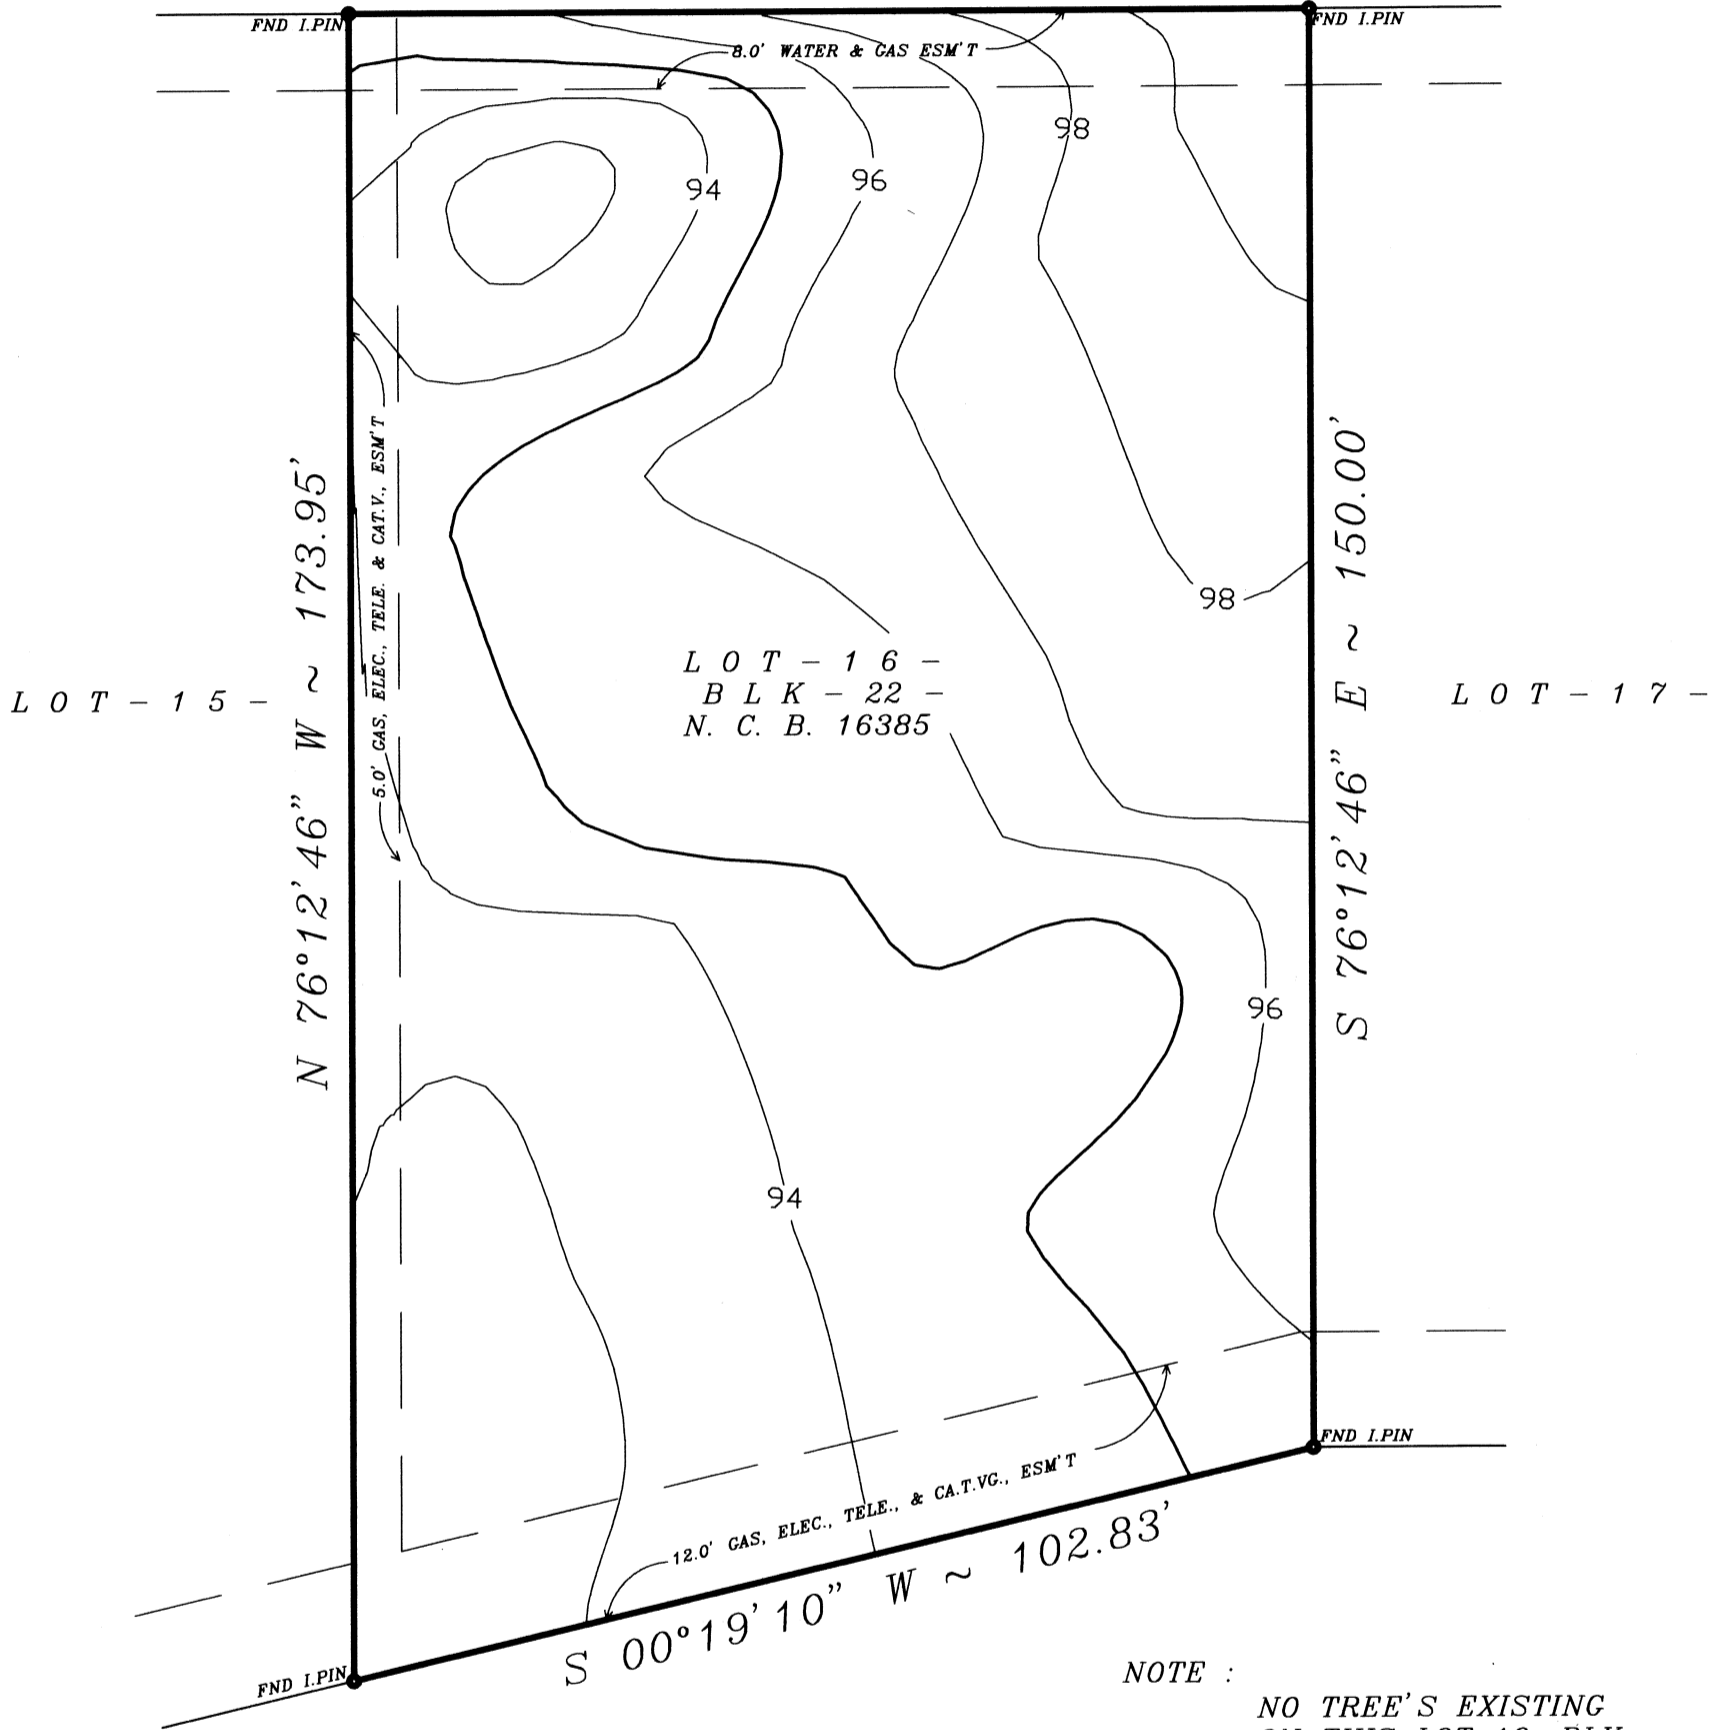 FND I.PIN
FND I.PIN
8.0' WATER & GAS ESM'T
98
96
94
N 76°12'46" W ~ 173.95'
5.0' GAS, ELEC., TELE. & CAT.V., ESM'T
S 76°12'46" E ~ 150.00'
98
LOT-16-
BLK-22-
N.C.B. 16385
LOT-15-
LOT-17-
96
94
FND I.PIN
12.0' GAS, ELEC., TELE., & CA.T.VG., ESM'T
S 00°19'10" W ~ 102.83'
FND I.PIN
NOTE :
NO TREE'S EXISTING